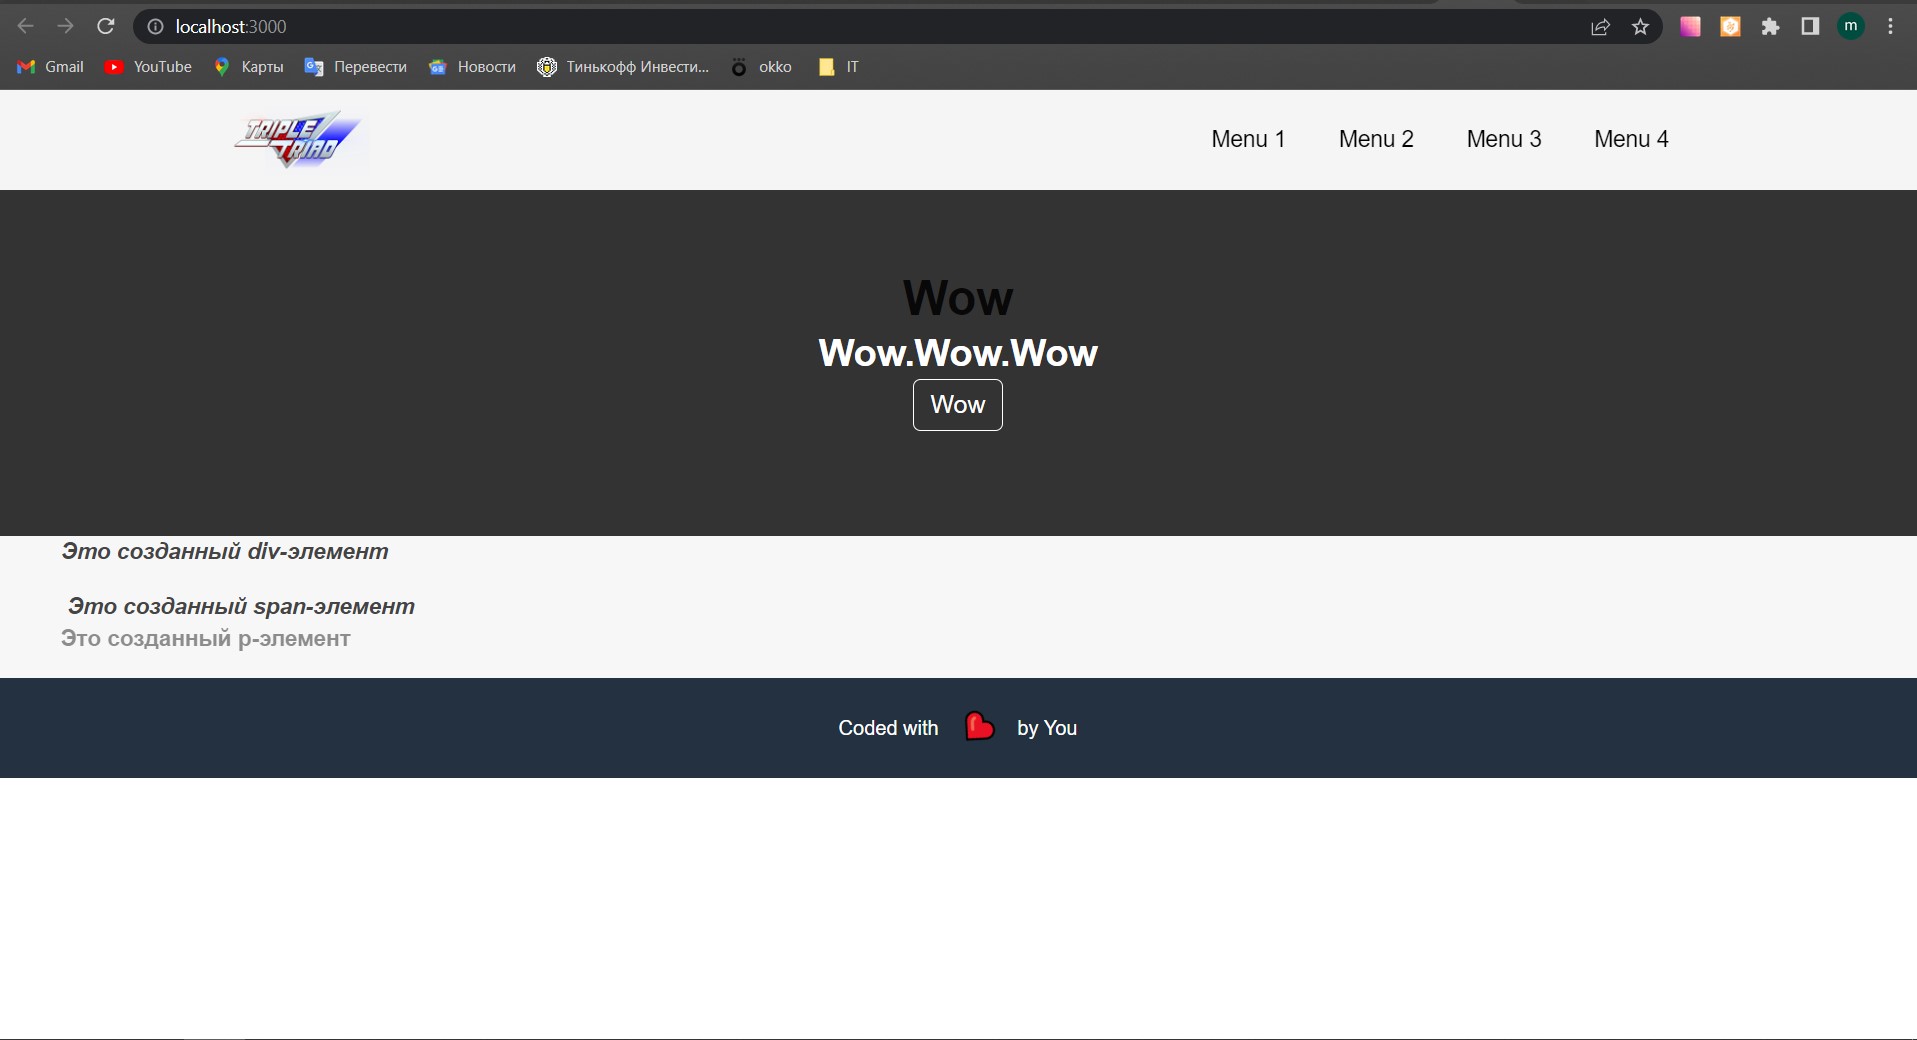 localhost:3000
m
Gmail YouTube Карты Перевести Новости Тинькофф Инвести... okko IT
TRIPLE TRIAD
Menu 1 Menu 2 Menu 3 Menu 4
Wow
Wow.Wow.Wow
Wow
Это созданный div-элемент
Это созданный span-элемент
Это созданный p-элемент
Coded with by You